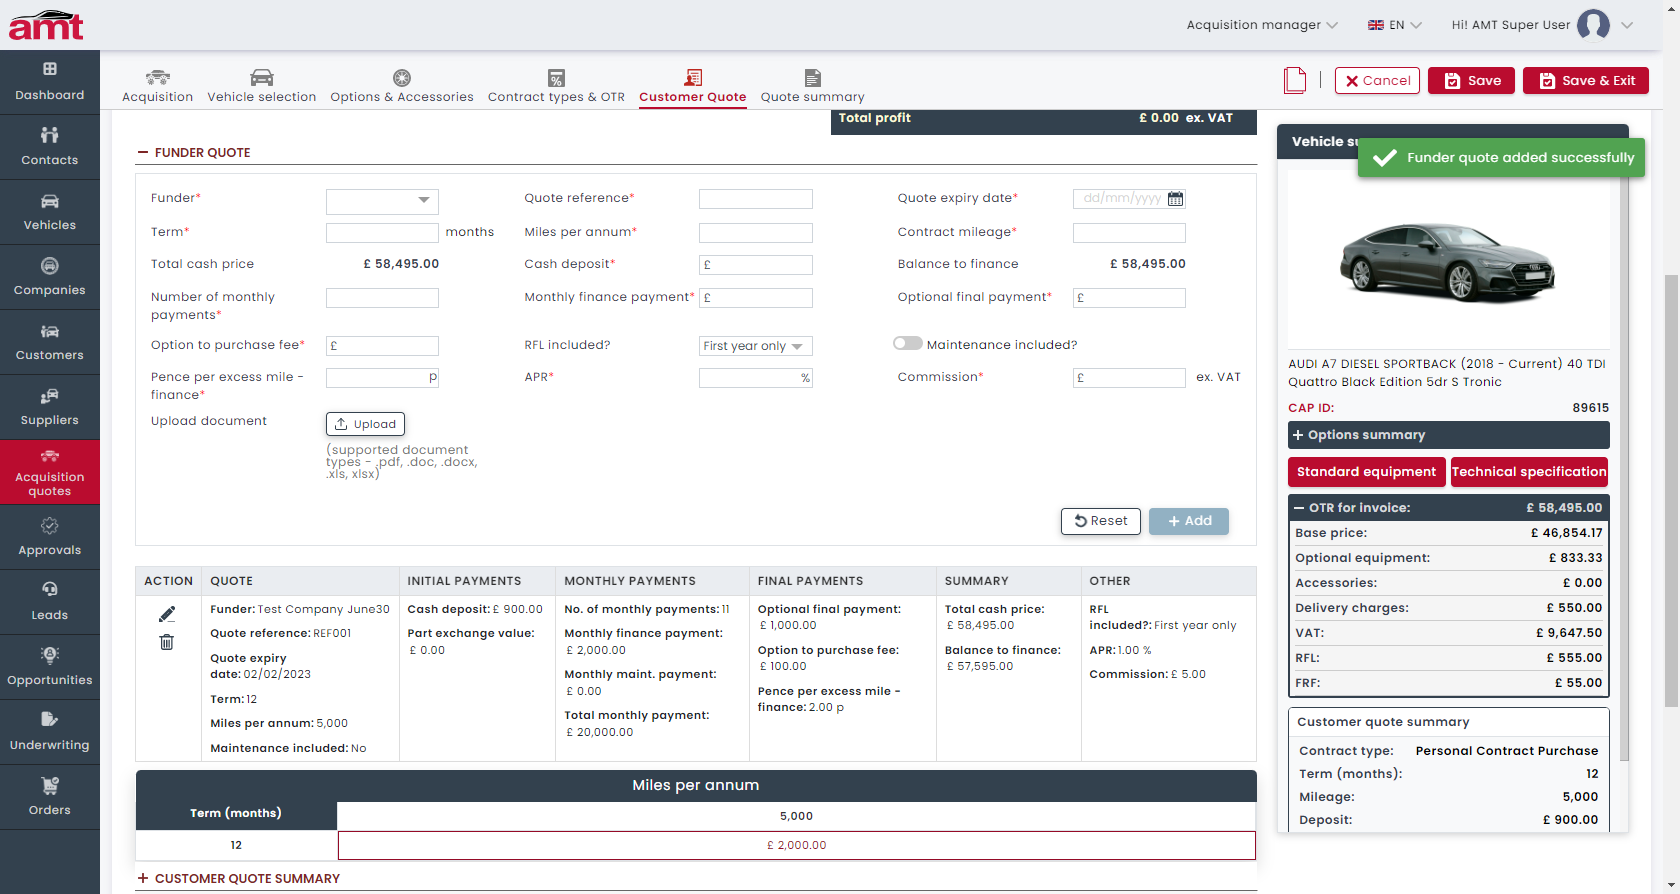 amt
Acquisition manager
EN
Hi! AMT Super User
Dashboard
Contacts
Vehicles
Companies
Customers
Suppliers
Acquisition
quotes
Approvals
Leads
Opportunities
Underwriting
Orders
Acquisition
Vehicle selection
Options & Accessories
Contract types & OTR
Customer Quote
Quote summary
Cancel
Save
Save & Exit
Total profit £ 0.00 ex. VAT
FUNDER QUOTE
Funder* Quote reference* Quote expiry date* dd/mm/yyyy
Term* months Miles per annum* Contract mileage*
Total cash price £ 58,495.00 Cash deposit* £ Balance to finance £ 58,495.00
Number of monthly
payments*
Monthly finance payment* £ Optional final payment* £
Option to purchase fee* £ RFL included? First year only Maintenance included?
Pence per excess mile -
finance*
p APR* % Commission* £ ex. VAT
Upload document Upload
(supported document
types - .pdf, .doc, .docx,
.xls, xlsx)
Reset
+ Add
ACTION QUOTE INITIAL PAYMENTS MONTHLY PAYMENTS FINAL PAYMENTS SUMMARY OTHER
Funder: Test Company June30
Quote reference: REF001
Quote expiry
date: 02/02/2023
Term: 12
Miles per annum: 5,000
Maintenance included: No
Cash deposit: £ 900.00
Part exchange value:
£ 0.00
No. of monthly payments: 11
Monthly finance payment:
£ 2,000.00
Monthly maint. payment:
£ 0.00
Total monthly payment:
£ 20,000.00
Optional final payment:
£ 1,000.00
Option to purchase fee:
£ 100.00
Pence per excess mile -
finance: 2.00 p
Total cash price:
£ 58,495.00
Balance to finance:
£ 57,595.00
RFL
included?: First year only
APR: 1.00 %
Commission: £ 5.00
Miles per annum
Term (months) 5,000
12 £ 2,000.00
CUSTOMER QUOTE SUMMARY
Funder quote added successfully
AUDI A7 DIESEL SPORTBACK (2018 - Current) 40 TDI
Quattro Black Edition 5dr S Tronic
CAP ID: 89615
Options summary
Standard equipment
Technical specification
OTR for invoice: £ 58,495.00
Base price: £ 46,854.17
Optional equipment: £ 833.33
Accessories: £ 0.00
Delivery charges: £ 550.00
VAT: £ 9,647.50
RFL: £ 555.00
FRF: £ 55.00
Customer quote summary
Contract type: Personal Contract Purchase
Term (months): 12
Mileage: 5,000
Deposit: £ 900.00